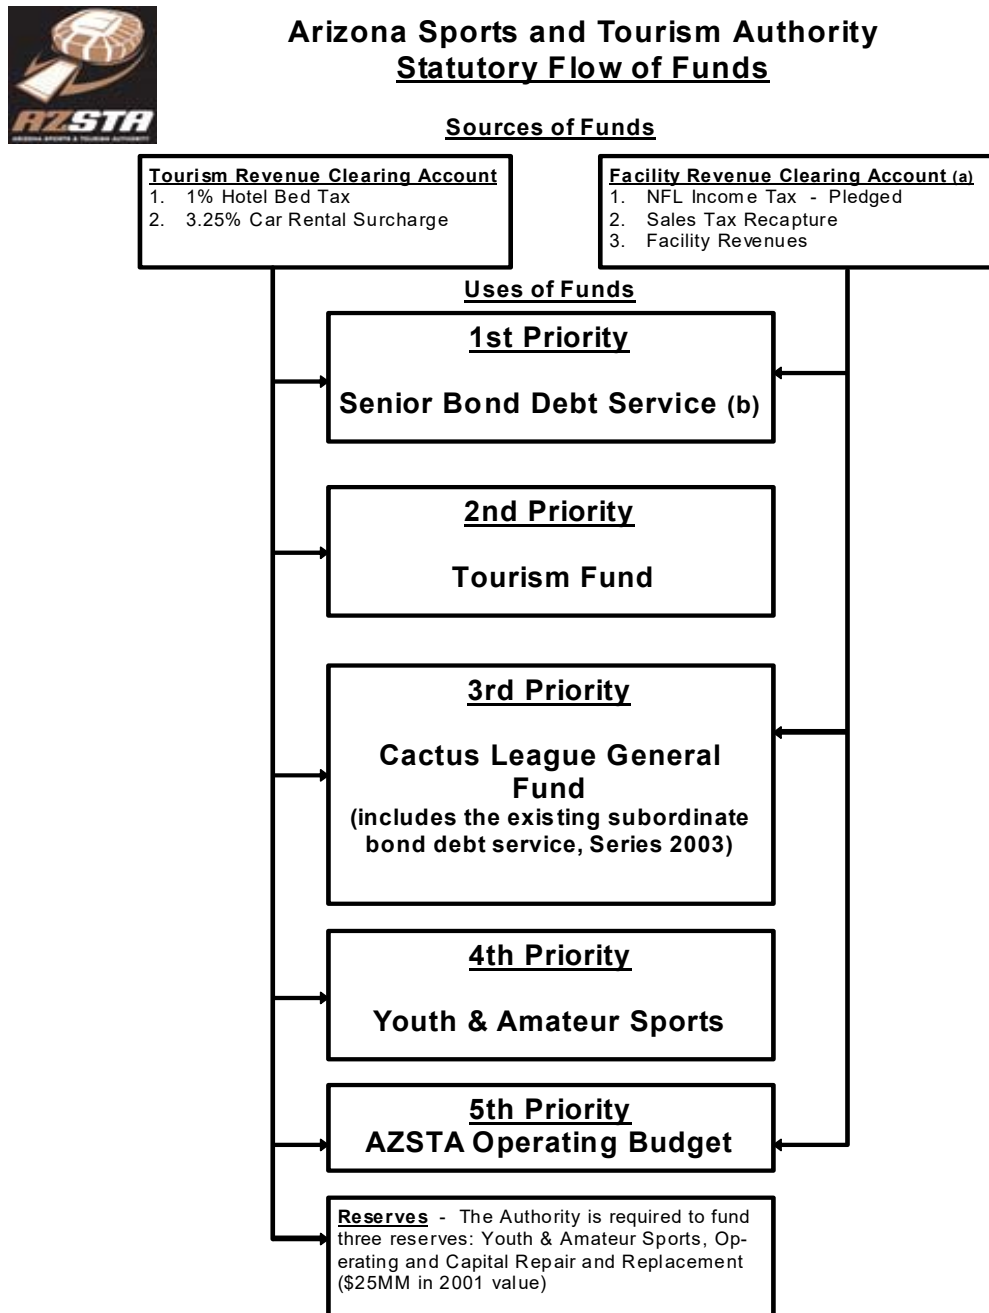 AZSTA
ARIZONA SPORTS & TOURISM AUTHORITY
Arizona Sports and Tourism Authority
Statutory Flow of Funds
Sources of Funds
Tourism Revenue Clearing Account
1. 1% Hotel Bed Tax
2. 3.25% Car Rental Surcharge
Facility Revenue Clearing Account (a)
1. NFL Income Tax - Pledged
2. Sales Tax Recapture
3. Facility Revenues
Uses of Funds
1st Priority
Senior Bond Debt Service (b)
2nd Priority
Tourism Fund
3rd Priority
Cactus League General
Fund
(includes the existing subordinate
bond debt service, Series 2003)
4th Priority
Youth & Amateur Sports
5th Priority
AZSTA Operating Budget
Reserves - The Authority is required to fund
three reserves: Youth & Amateur Sports, Op-
erating and Capital Repair and Replacement
($25MM in 2001 value)